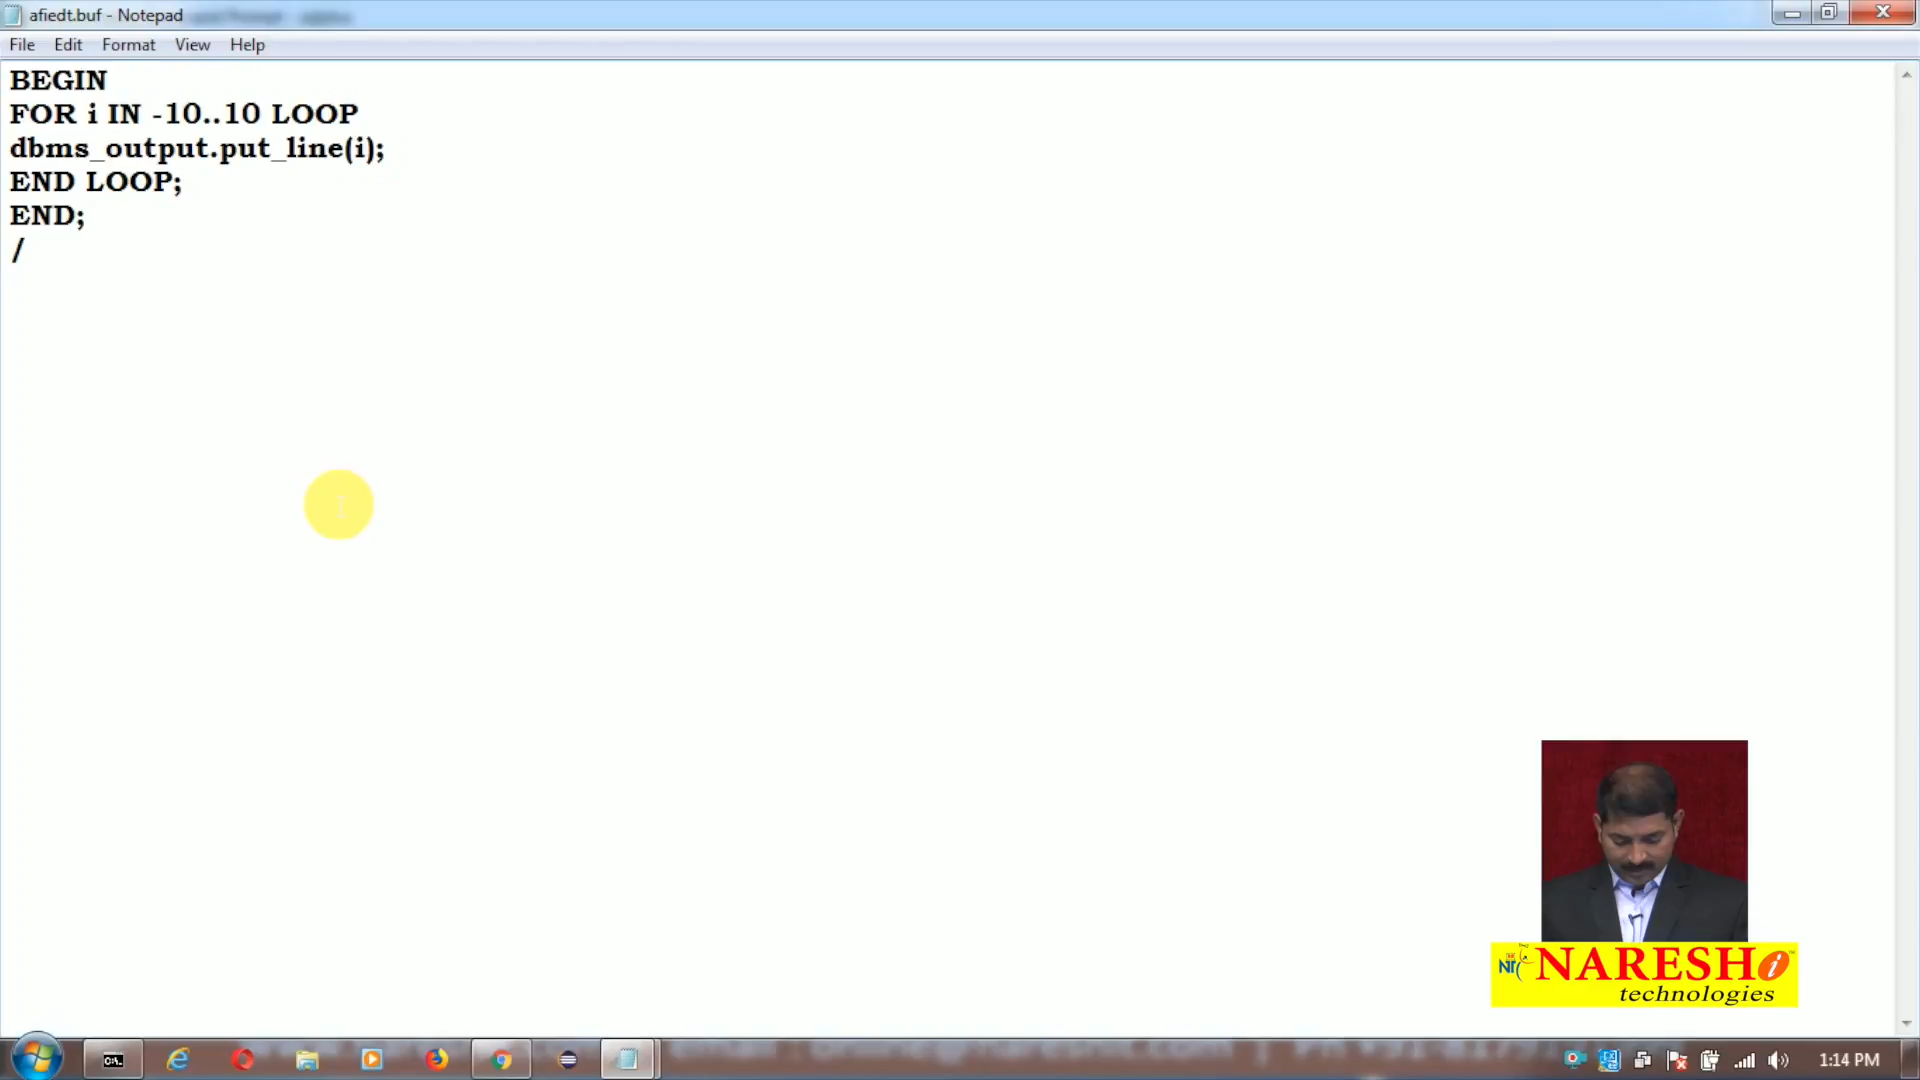 afiedt.buf - Notepad
File Edit Format View Help
BEGIN
FOR i IN -10..10 LOOP
dbms_output.put_line(i);
END LOOP;
END;
/
NARESH i
technologies
1:14 PM